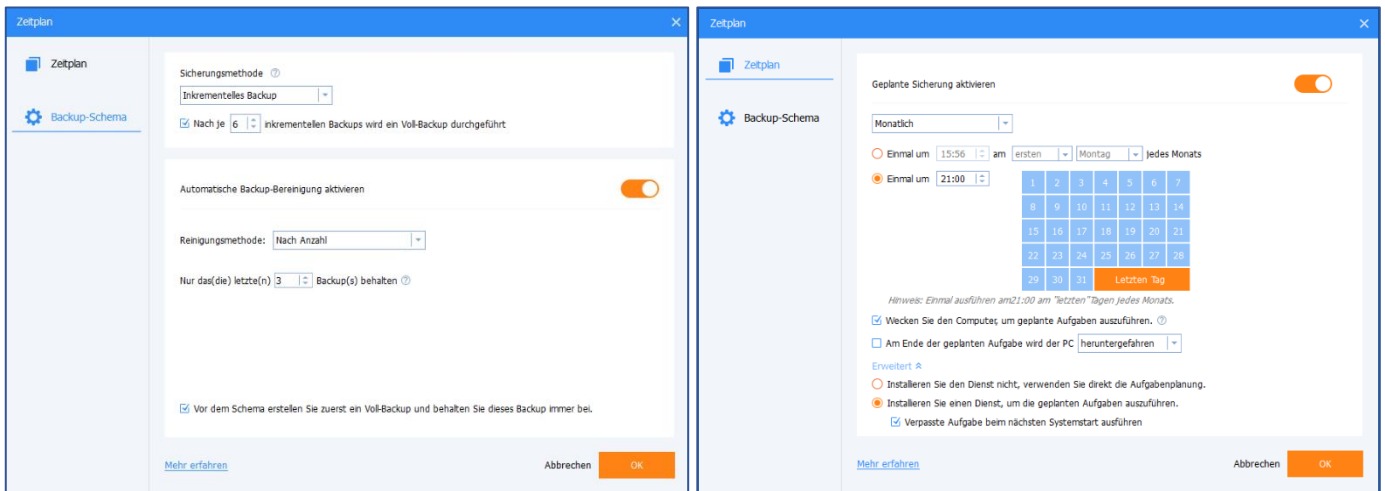 Zeitplan
Zeitplan
Backup-Schema
Sicherungsmethode
Inkrementelles Backup
Nach je 6 inkrementellen Backups wird ein Voll-Backup durchgeführt
Automatische Backup-Bereinigung aktivieren
Reinigungsmethode: Nach Anzahl
Nur das(die) letzte(n) 3 Backup(s) behalten
Vor dem Schema erstellen Sie zuerst ein Voll-Backup und behalten Sie dieses Backup immer bei.
Mehr erfahren Abbrechen OK
Zeitplan
Zeitplan
Backup-Schema
Geplante Sicherung aktivieren
Monatlich
Einmal um 15:56 am ersten Montag jedes Monats
Einmal um 21:00
1 2 3 4 5 6 7
8 9 10 11 12 13 14
15 16 17 18 19 20 21
22 23 24 25 26 27 28
29 30 31 Letzten Tag
Hinweis: Einmal ausführen am21:00 am "letzten"Tagen jedes Monats.
Wecken Sie den Computer, um geplante Aufgaben auszuführen.
Am Ende der geplanten Aufgabe wird der PC heruntergefahren
Erweitert
Installieren Sie den Dienst nicht, verwenden Sie direkt die Aufgabenplanung.
Installieren Sie einen Dienst, um die geplanten Aufgaben auszuführen.
Verpasste Aufgabe beim nächsten Systemstart ausführen
Mehr erfahren Abbrechen OK